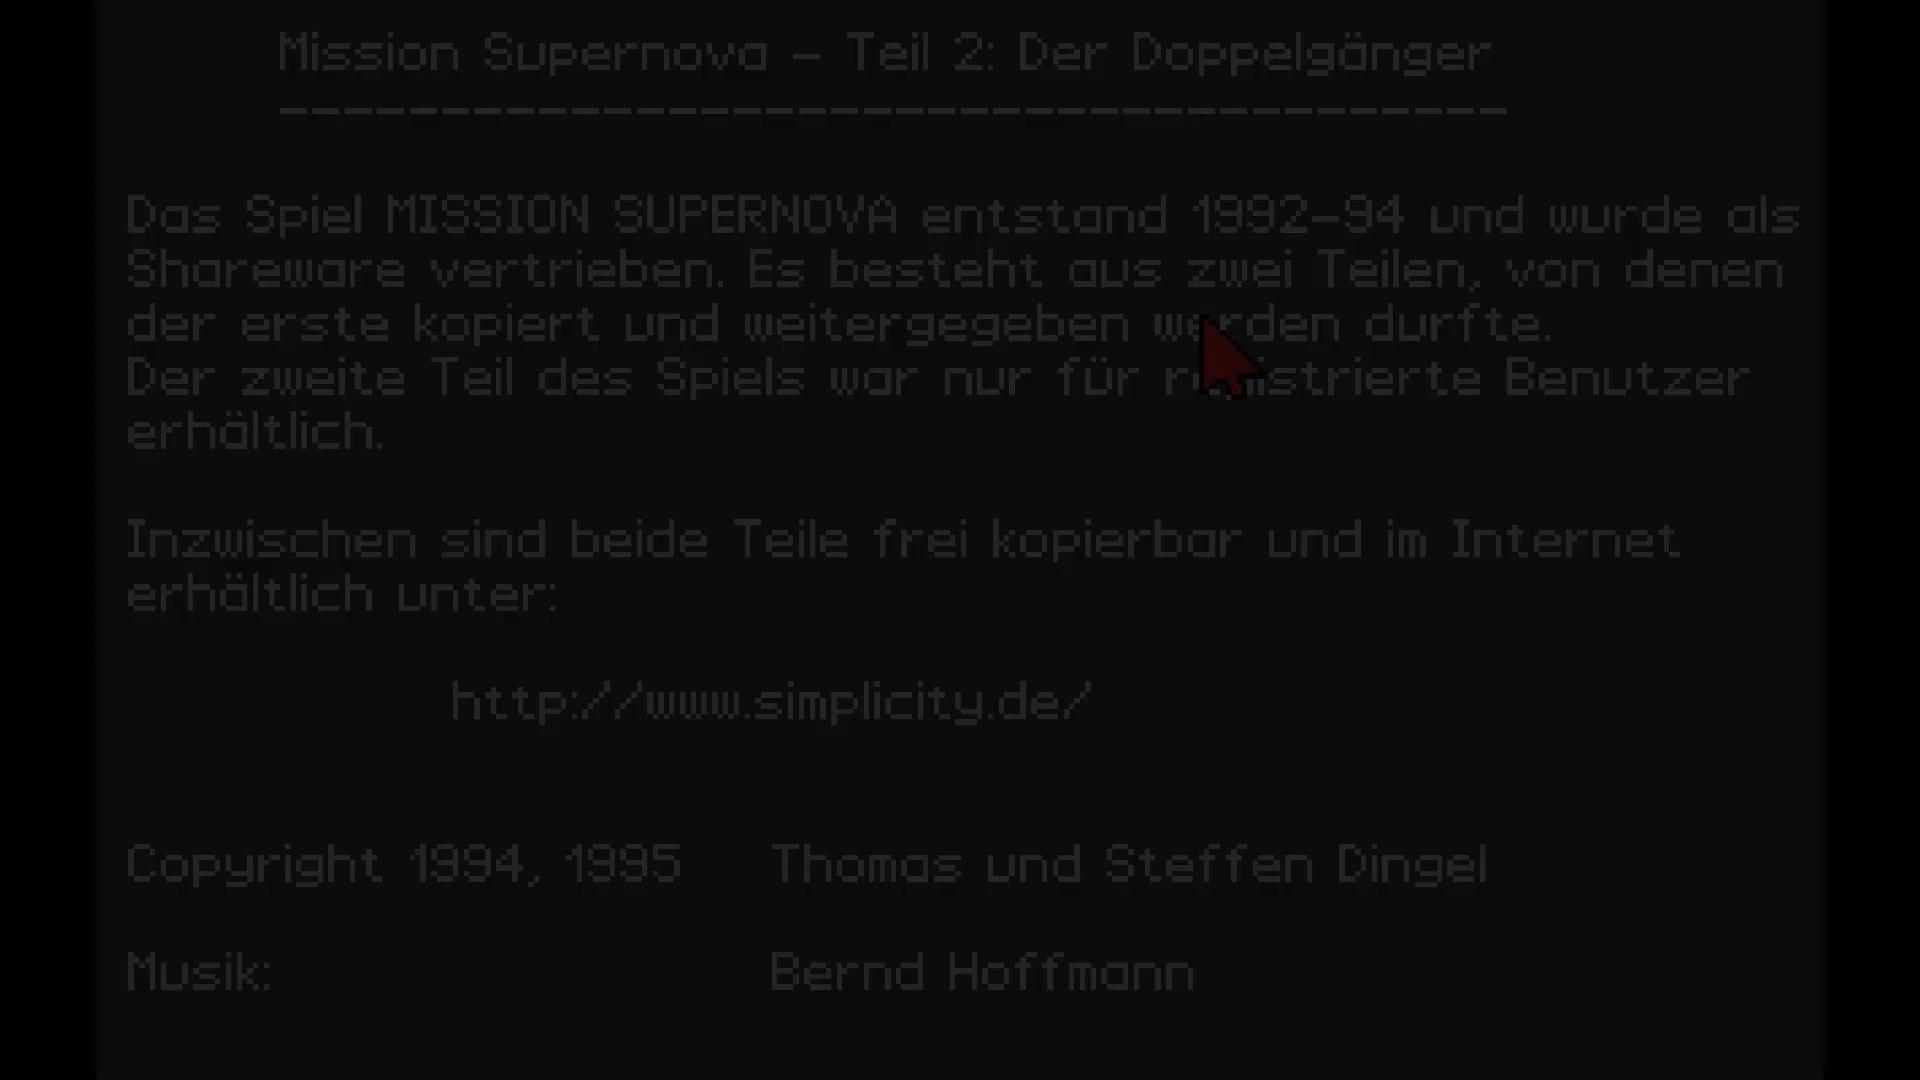 Mission Supernova - Teil 2: Der Doppelgänger
--------------------------------------
Das Spiel MISSION SUPERNOVA entstand 1992-94 und wurde als
Shareware vertrieben. Es besteht aus zwei Teilen, von denen
der erste kopiert und weitergegeben werden durfte.
Der zweite Teil des Spiels war nur für registrierte Benutzer
erhältlich.
Inzwischen sind beide Teile frei kopierbar und im Internet
erhältlich unter:
http://www.simplicity.de/
Copyright 1994, 1995 Thomas und Steffen Dingel
Musik: Bernd Hoffmann